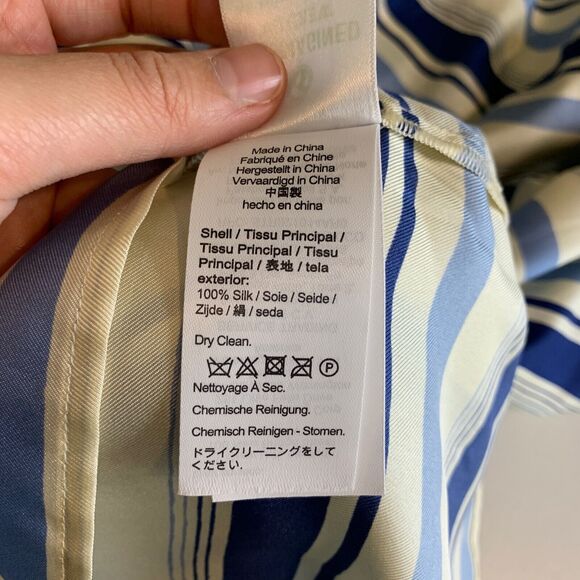 Made in China
Fabriqué en Chine
Hergestellt in China
Vervaardigd in China
中国製
hecho en china
Shell / Tissu Principal /
Tissu Principal / Tissu
Principal / 表地 / tela
exterior:
100% Silk / Soie / Seide /
Zijde / 絹 / seda
Dry Clean.
P
Nettoyage À Sec.
Chemische Reinigung.
Chemisch Reinigen - Stomen.
ドライクリーニングをして
ください.